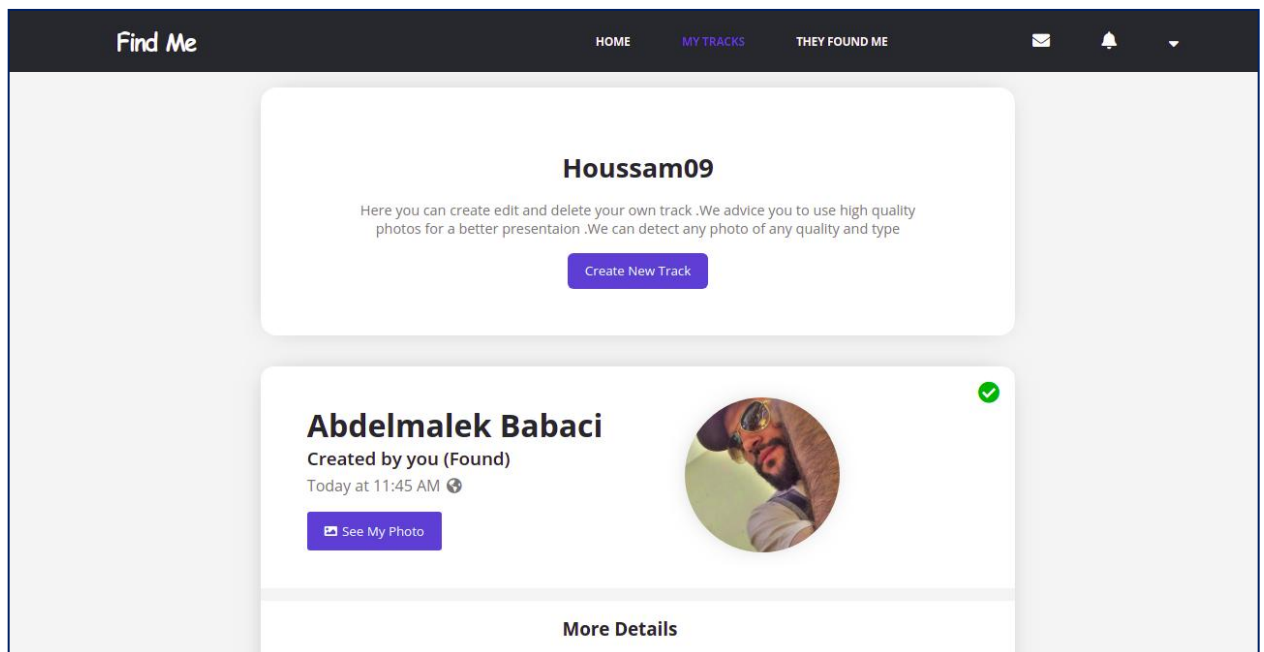 Find Me
HOME MY TRACKS THEY FOUND ME
Houssam09
Here you can create edit and delete your own track .We advice you to use high quality
photos for a better presentaion .We can detect any photo of any quality and type
Create New Track
Abdelmalek Babaci
Created by you (Found)
Today at 11:45 AM
See My Photo
More Details